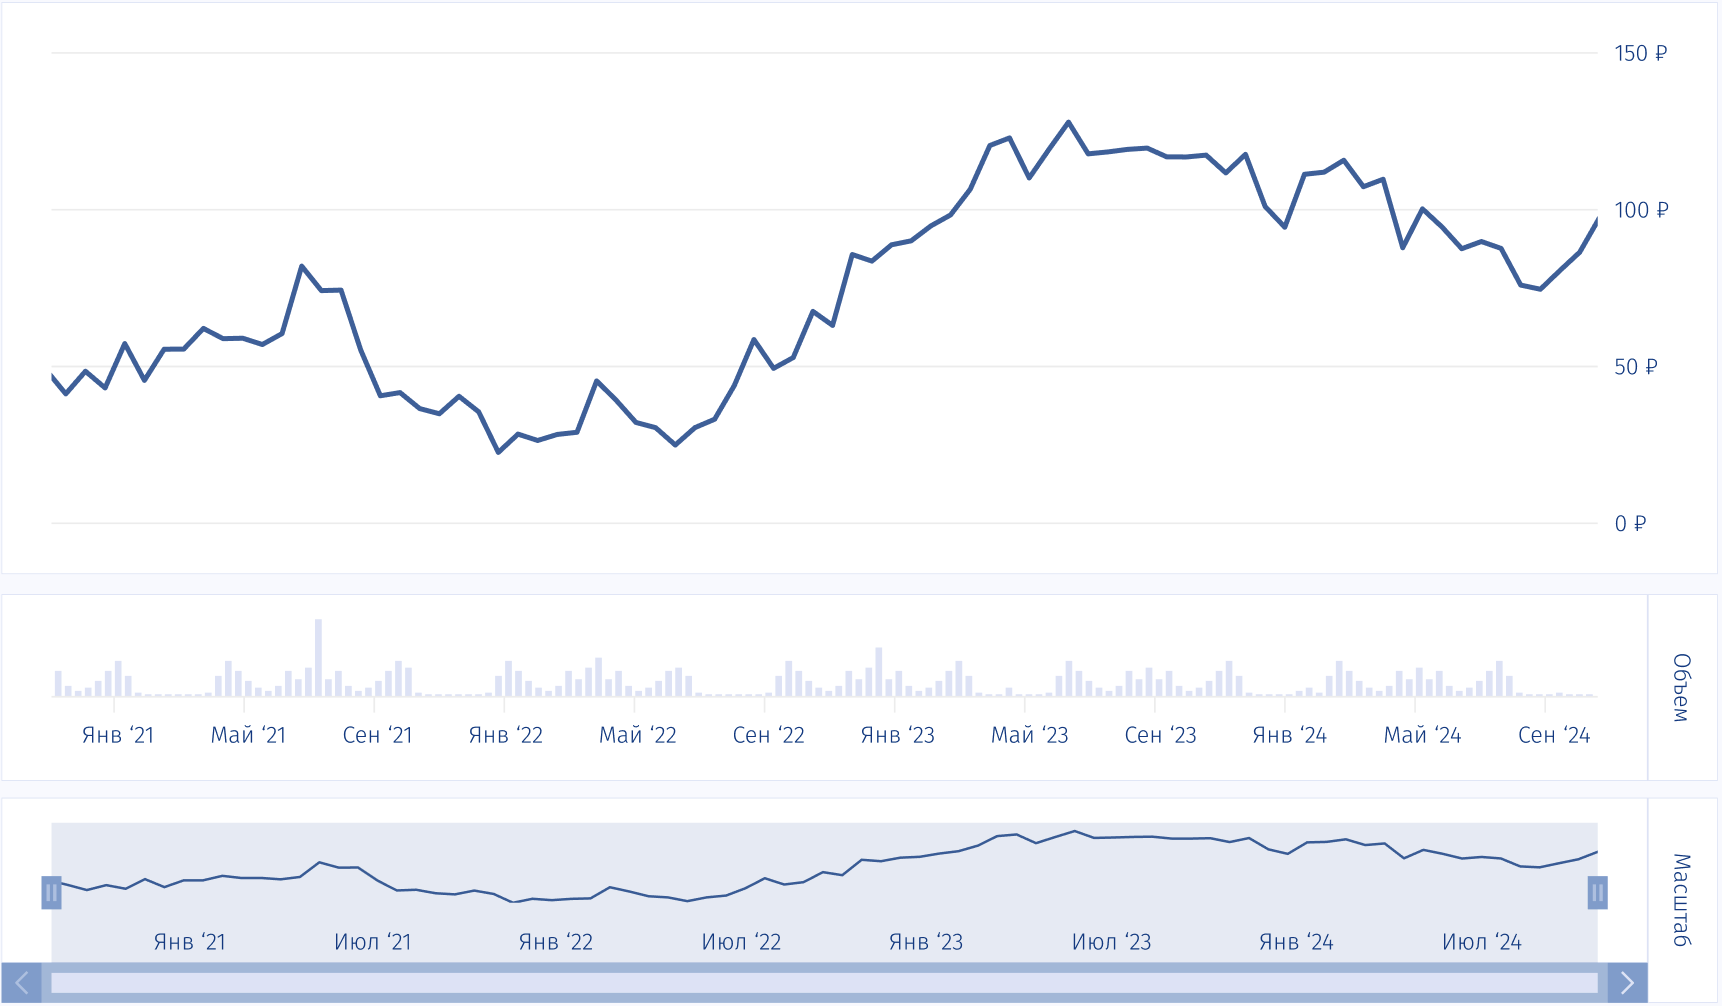 150 ₽
100 ₽
50 ₽
0 ₽
Объем
Янв ‘21 Май ‘21 Сен ‘21 Янв ‘22 Май ‘22 Сен ‘22 Янв ‘23 Май ‘23 Сен ‘23 Янв ‘24 Май ‘24 Сен ‘24
Масштаб
Янв ‘21 Июл ‘21 Янв ‘22 Июл ‘22 Янв ‘23 Июл ‘23 Янв ‘24 Июл ‘24